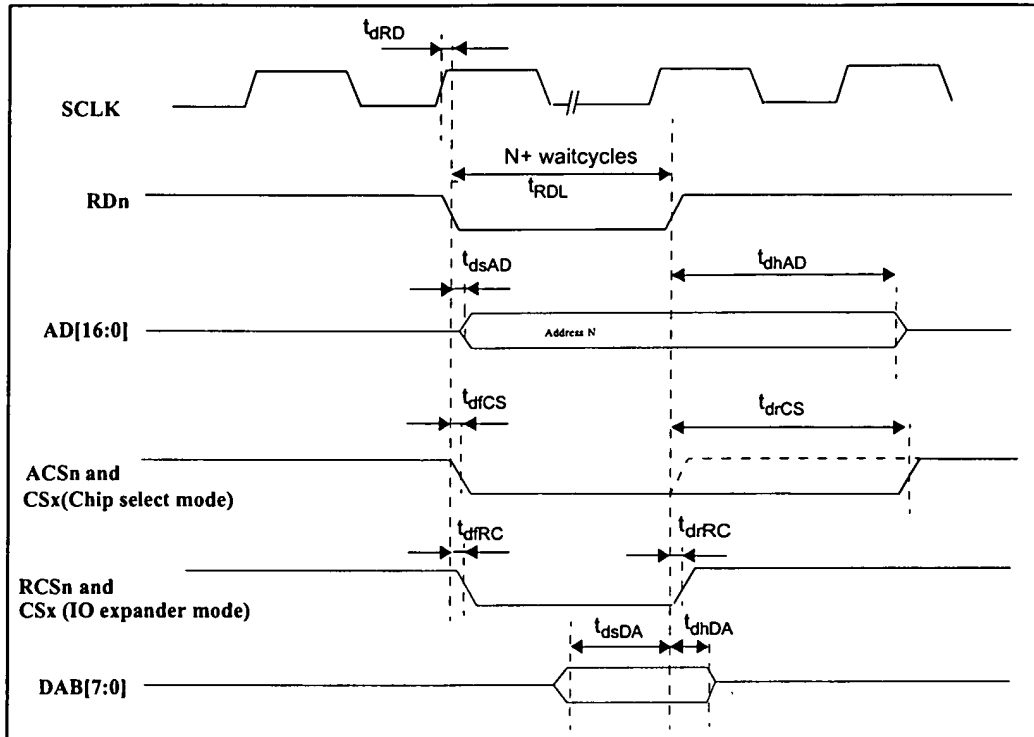 tdRD
SCLK
N+ waitcycles
tRDL
RDn
tdsAD
tdhAD
AD[16:0]
Address N
tdfCS
tdrCS
ACSn and
CSx(Chip select mode)
tdfRC
tdrRC
RCSn and
CSx (IO expander mode)
tdsDA
tdhDA
DAB[7:0]